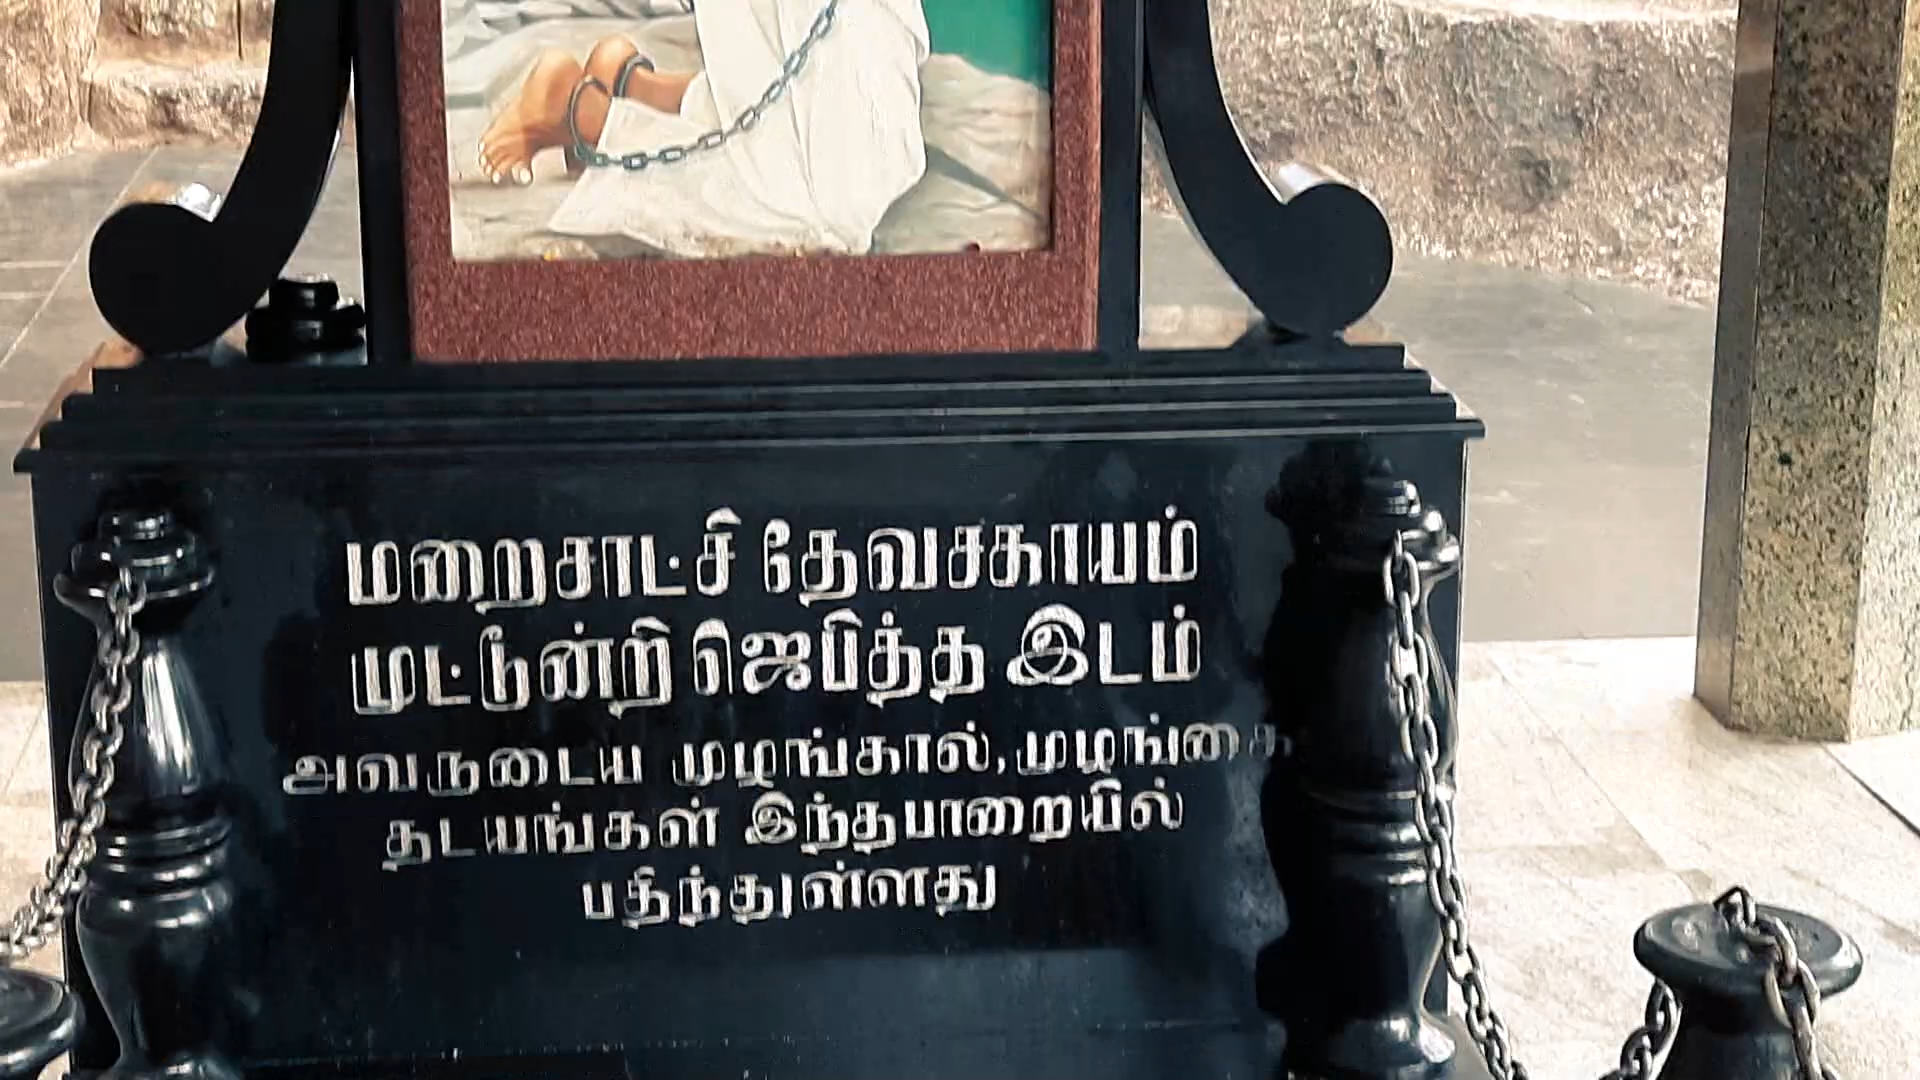 மறைசாட்சி தேவசகாயம்
முட்டூன்றி ஜெபித்த இடம்
அவருடைய முழங்கால், முழங்கை
தடயங்கள் இந்தபாறையில்
பதிந்துள்ளது